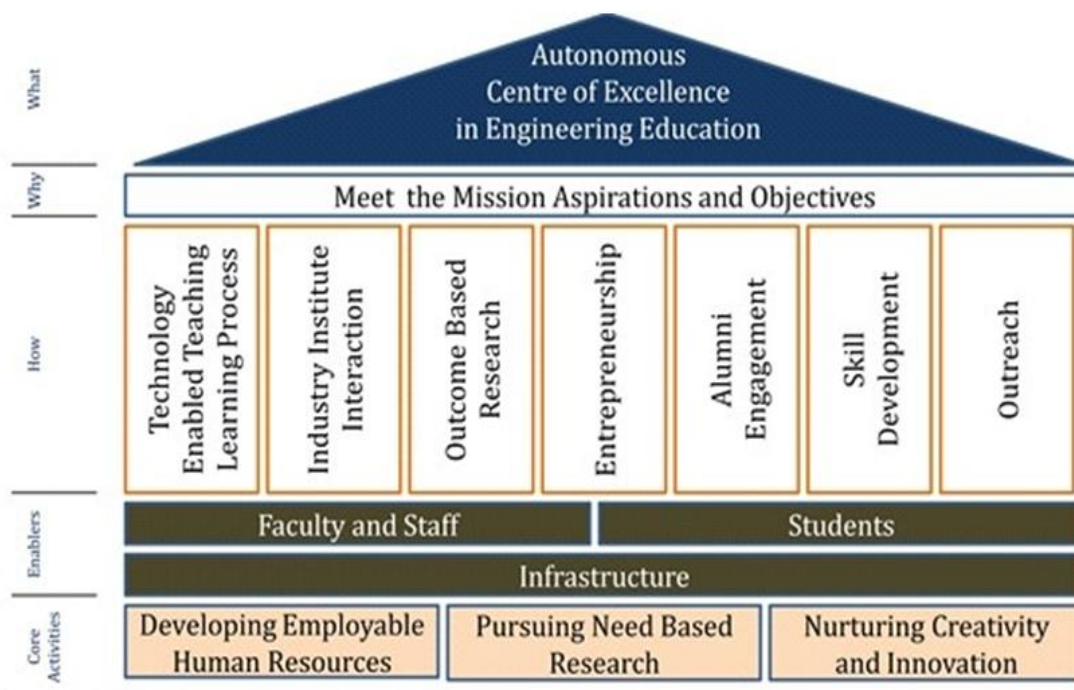 What
Autonomous
Centre of Excellence
in Engineering Education
Why
Meet the Mission Aspirations and Objectives
How
Technology
Enabled Teaching
Learning Process
Industry Institute
Interaction
Outcome Based
Research
Entrepreneurship
Alumni
Engagement
Skill
Development
Outreach
Enablers
Faculty and Staff
Students
Infrastructure
Core
Activities
Developing Employable
Human Resources
Pursuing Need Based
Research
Nurturing Creativity
and Innovation